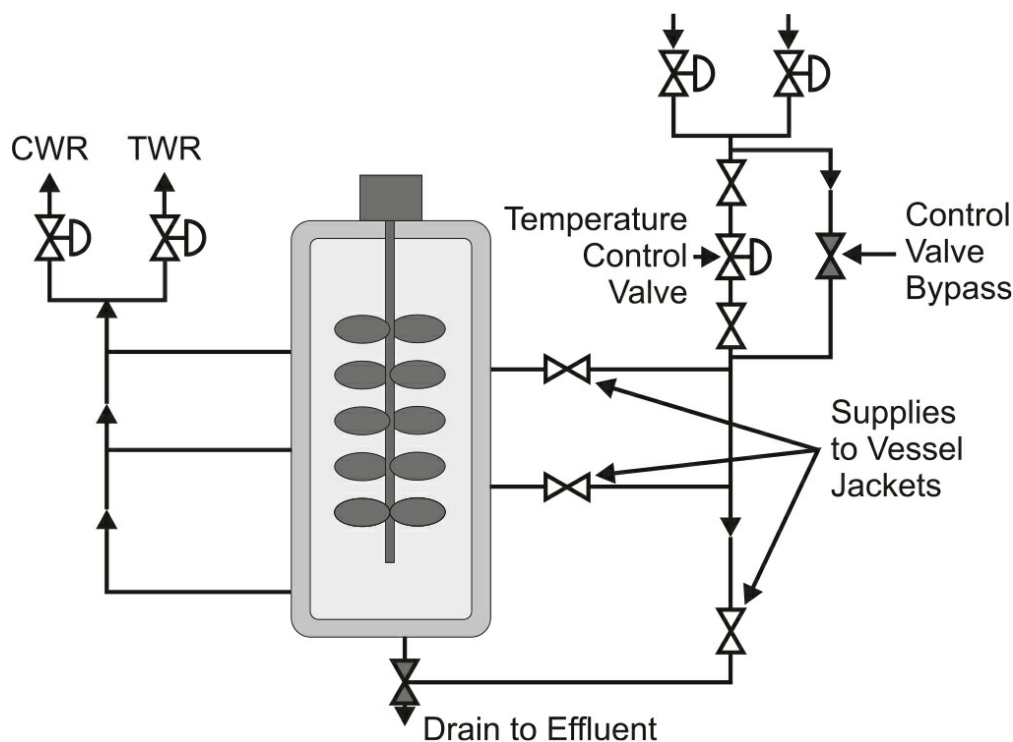 CWR TWR
Temperature
Control
Valve
Control
Valve
Bypass
Supplies
to Vessel
Jackets
Drain to Effluent